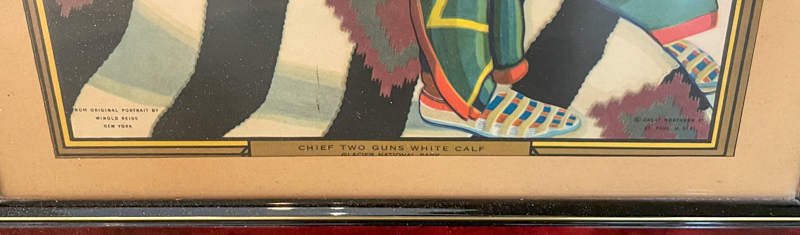 FROM ORIGINAL PORTRAIT BY
WINOLD REISS
NEW YORK
© GREAT NORTHERN RY.
ST. PAUL, U. S. A.
CHIEF TWO GUNS WHITE CALF
GLACIER NATIONAL PARK